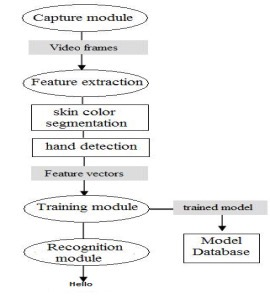 Capture module
Video frames
Feature extraction
skin color
segmentation
hand detection
Feature vectors
Training module
trained model
Recognition
module
Model
Database
Hello